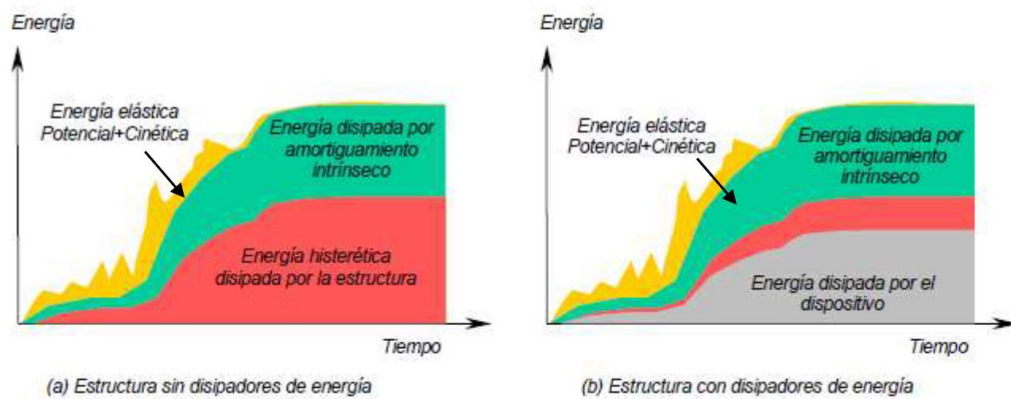 Energía
Energía elástica
Potencial+Cinética
Energía disipada por
amortiguamiento
intrínseco
Energía histerética
disipada por la estructura
Tiempo
(a) Estructura sin disipadores de energía
Energía
Energía elástica
Potencial+Cinética
Energía disipada por
amortiguamiento
intrínseco
Energía disipada por el
dispositivo
Tiempo
(b) Estructura con disipadores de energía